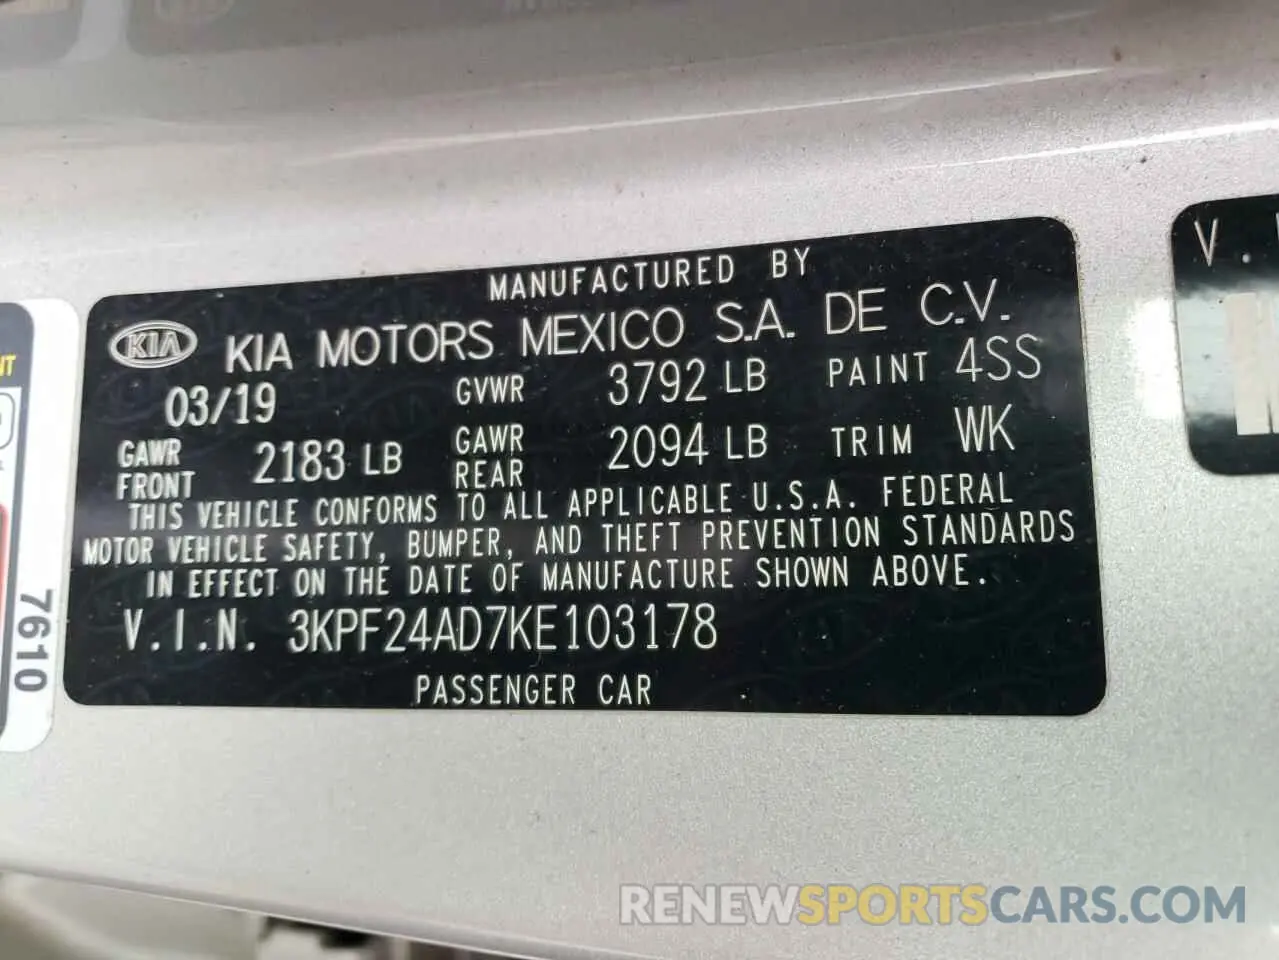 MANUFACTURED BY
KIA KIA MOTORS MEXICO S.A. DE C.V.
03/19 GVWR 3792 LB PAINT 4SS
GAWR FRONT 2183 LB GAWR REAR 2094 LB TRIM WK
THIS VEHICLE CONFORMS TO ALL APPLICABLE U.S.A. FEDERAL
MOTOR VEHICLE SAFETY, BUMPER, AND THEFT PREVENTION STANDARDS
IN EFFECT ON THE DATE OF MANUFACTURE SHOWN ABOVE.
V.I.N. 3KPF24AD7KE103178
PASSENGER CAR
7610
NT
V.
RENEWSPORTSCARS.COM